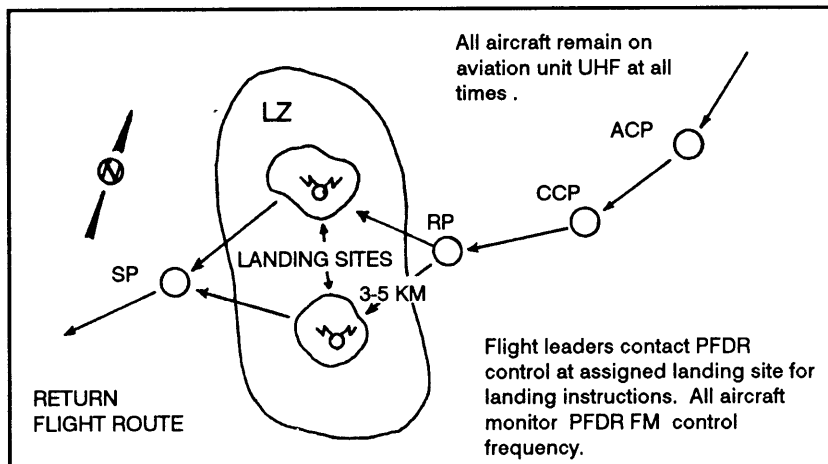 All aircraft remain on
aviation unit UHF at all
times .
LZ
ACP
N
CCP
RP
LANDING SITES
SP
3-5 KM
Flight leaders contact PFDR
control at assigned landing site for
landing instructions. All aircraft
monitor PFDR FM control
frequency.
RETURN
FLIGHT ROUTE